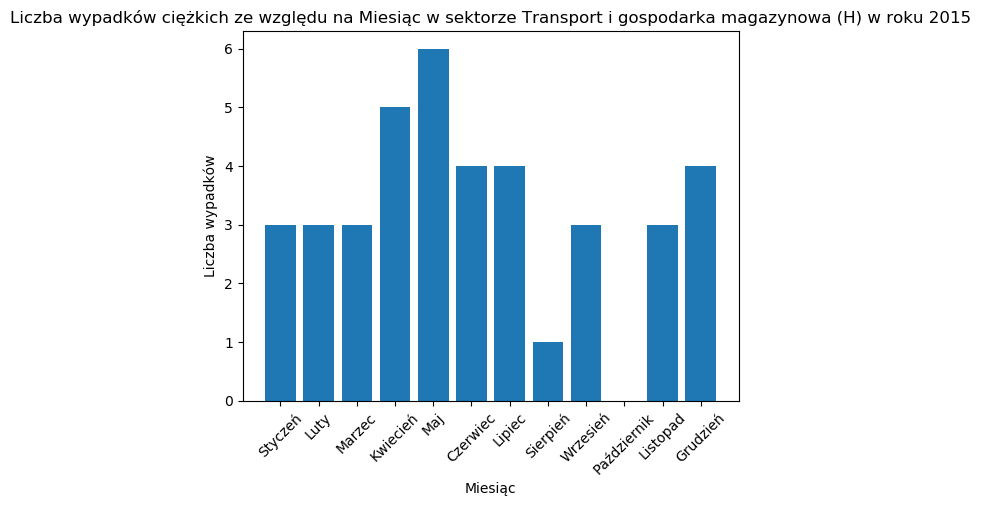 Liczba wypadków ciężkich ze względu na Miesiąc w sektorze Transport i gospodarka magazynowa (H) w roku 2015
6
5
4
3
2
1
0
Liczba wypadków
Styczeń
Luty
Marzec
Kwiecień
Maj
Czerwiec
Lipiec
Sierpień
Wrzesień
Październik
Listopad
Grudzień
Miesiąc